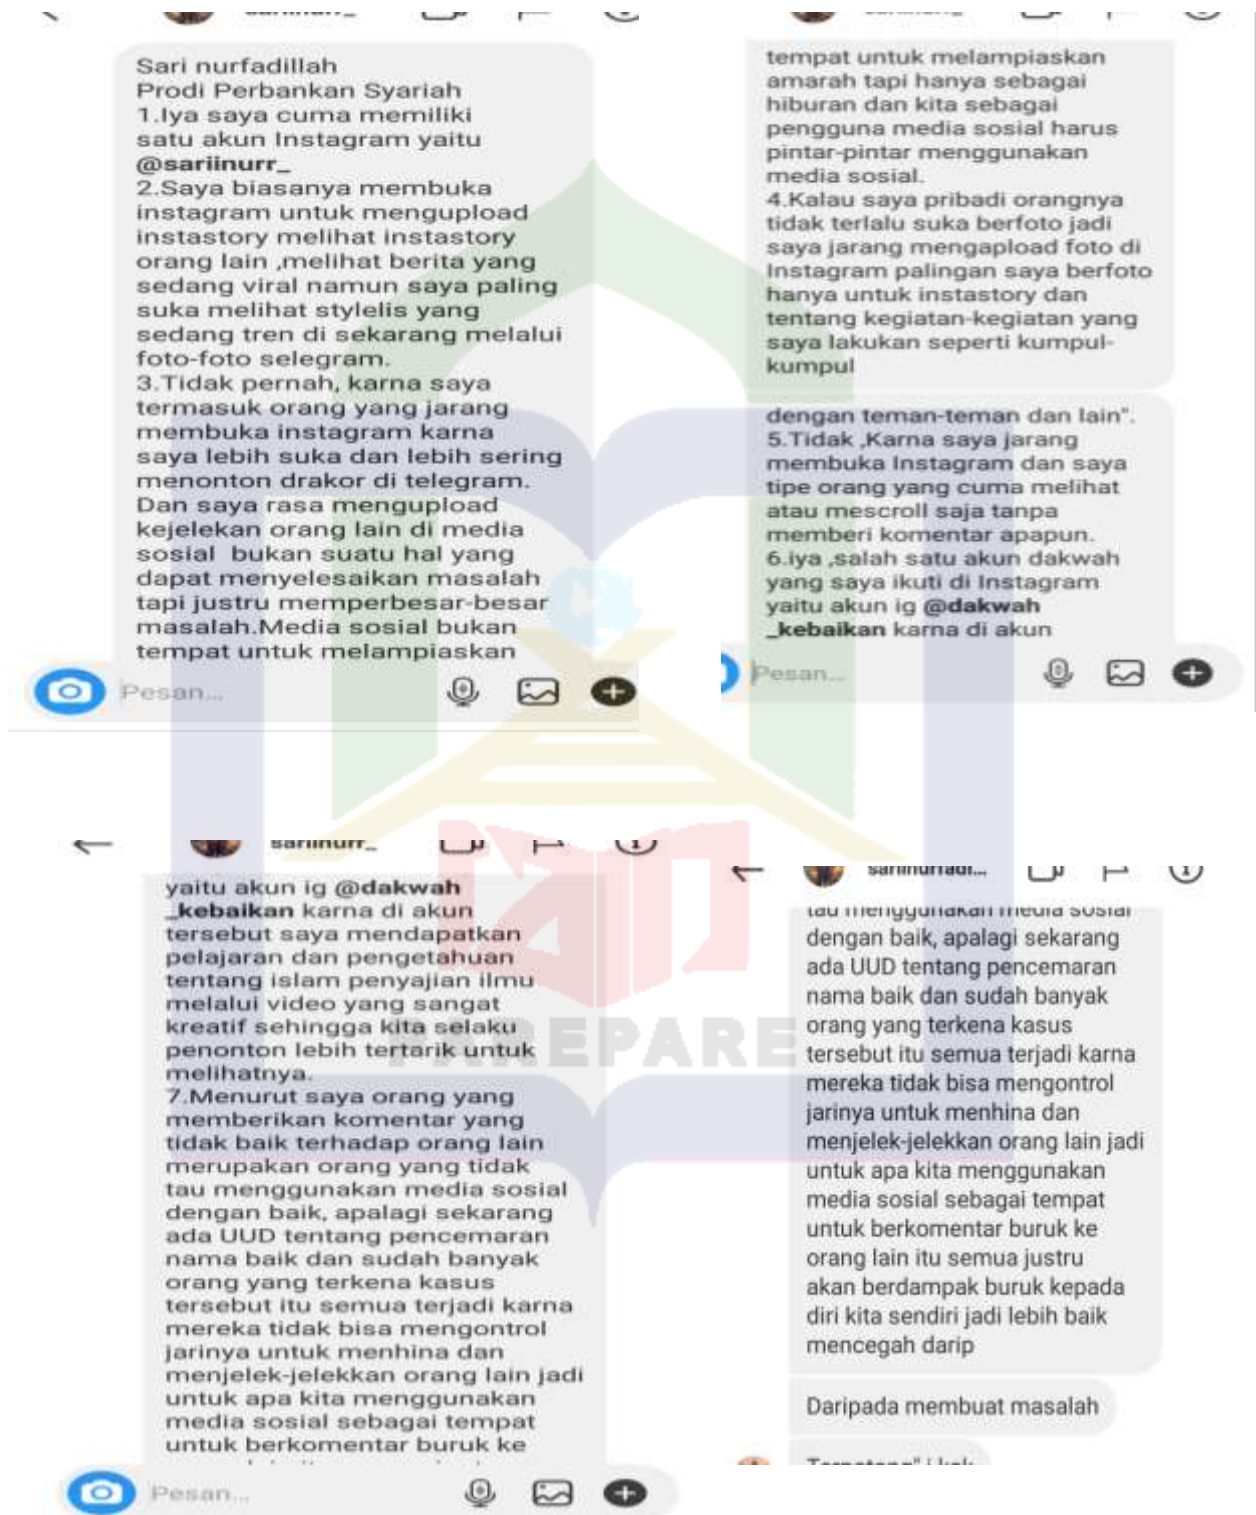 sariinurr_
Sari nurfadillah
Prodi Perbankan Syariah
1.Iya saya cuma memiliki
satu akun Instagram yaitu
@sariinurr_
2.Saya biasanya membuka
instagram untuk mengupload
instastory melihat instastory
orang lain ,melihat berita yang
sedang viral namun saya paling
suka melihat stylelis yang
sedang tren di sekarang melalui
foto-foto selegram.
3.Tidak pernah, karna saya
termasuk orang yang jarang
membuka instagram karna
saya lebih suka dan lebih sering
menonton drakor di telegram.
Dan saya rasa mengupload
kejelekan orang lain di media
sosial bukan suatu hal yang
dapat menyelesaikan masalah
tapi justru memperbesar-besar
masalah.Media sosial bukan
tempat untuk melampiaskan
Pesan...
tempat untuk melampiaskan
amarah tapi hanya sebagai
hiburan dan kita sebagai
pengguna media sosial harus
pintar-pintar menggunakan
media sosial.
4.Kalau saya pribadi orangnya
tidak terlalu suka berfoto jadi
saya jarang mengapload foto di
Instagram palingan saya berfoto
hanya untuk instastory dan
tentang kegiatan-kegiatan yang
saya lakukan seperti kumpul-
kumpul
dengan teman-teman dan lain".
5.Tidak ,Karna saya jarang
membuka Instagram dan saya
tipe orang yang cuma melihat
atau mescroll saja tanpa
memberi komentar apapun.
6.iya ,salah satu akun dakwah
yang saya ikuti di Instagram
yaitu akun ig @dakwah
_kebaikan karna di akun
Pesan...
sariinurr_
yaitu akun ig @dakwah
_kebaikan karna di akun
tersebut saya mendapatkan
pelajaran dan pengetahuan
tentang islam penyajian ilmu
melalui video yang sangat
kreatif sehingga kita selaku
penonton lebih tertarik untuk
melihatnya.
7.Menurut saya orang yang
memberikan komentar yang
tidak baik terhadap orang lain
merupakan orang yang tidak
tau menggunakan media sosial
dengan baik, apalagi sekarang
ada UUD tentang pencemaran
nama baik dan sudah banyak
orang yang terkena kasus
tersebut itu semua terjadi karna
mereka tidak bisa mengontrol
jarinya untuk menhina dan
menjelek-jelekkan orang lain jadi
untuk apa kita menggunakan
media sosial sebagai tempat
untuk berkomentar buruk ke
Pesan...
sariinurfadi...
tau menggunakan media sosial
dengan baik, apalagi sekarang
ada UUD tentang pencemaran
nama baik dan sudah banyak
orang yang terkena kasus
tersebut itu semua terjadi karna
mereka tidak bisa mengontrol
jarinya untuk menhina dan
menjelek-jelekkan orang lain jadi
untuk apa kita menggunakan
media sosial sebagai tempat
untuk berkomentar buruk ke
orang lain itu semua justru
akan berdampak buruk kepada
diri kita sendiri jadi lebih baik
mencegah darip
Daripada membuat masalah
PAREPARE